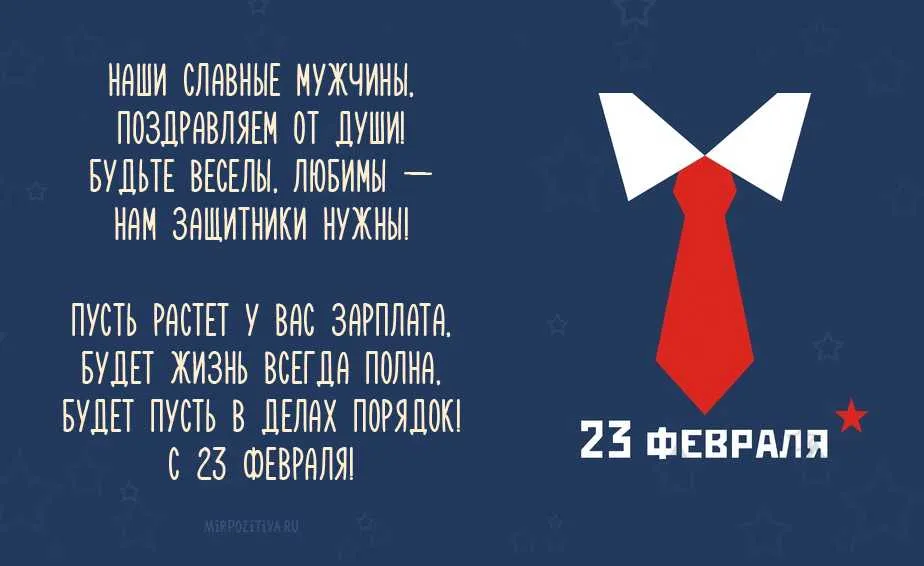 НАШИ СЛАВНЫЕ МУЖЧИНЫ,
ПОЗДРАВЛЯЕМ ОТ ДУШИ!
БУДЬТЕ ВЕСЕЛЫ, ЛЮБИМЫ —
НАМ ЗАЩИТНИКИ НУЖНЫ!
ПУСТЬ РАСТЕТ У ВАС ЗАРПЛАТА,
БУДЕТ ЖИЗНЬ ВСЕГДА ПОЛНА,
БУДЕТ ПУСТЬ В ДЕЛАХ ПОРЯДОК!
С 23 ФЕВРАЛЯ!
MIRPOZITIVA.RU
23 ФЕВРАЛЯ